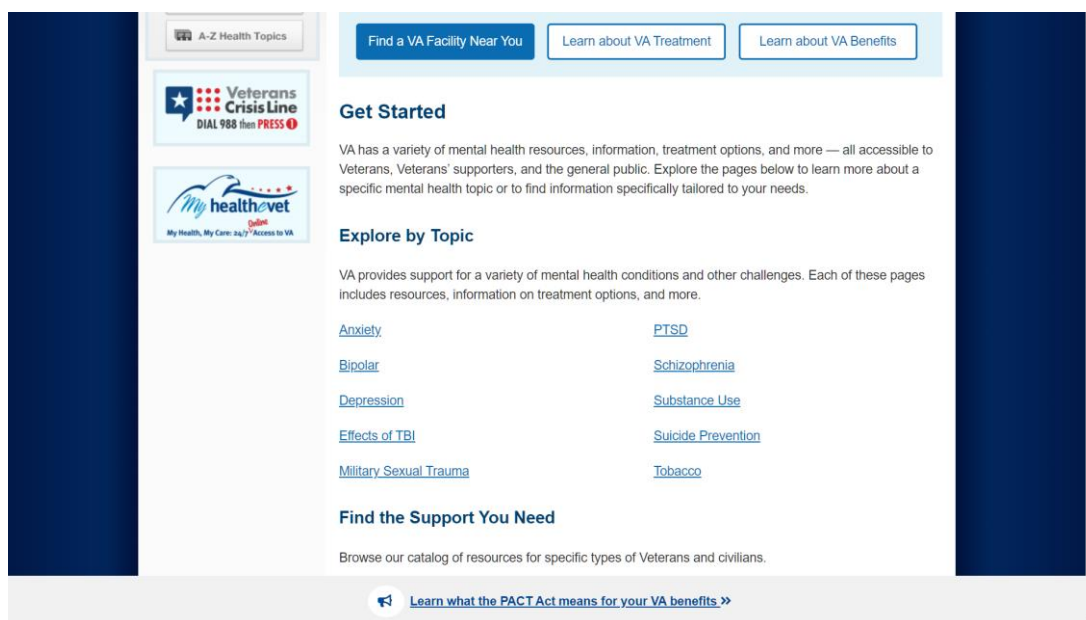 A-Z Health Topics
Veterans
Crisis Line
DIAL 988 then PRESS 1
My healthevet
My Health, My Care: 24/7 Online Access to VA
Find a VA Facility Near You
Learn about VA Treatment
Learn about VA Benefits
Get Started
VA has a variety of mental health resources, information, treatment options, and more — all accessible to
Veterans, Veterans' supporters, and the general public. Explore the pages below to learn more about a
specific mental health topic or to find information specifically tailored to your needs.
Explore by Topic
VA provides support for a variety of mental health conditions and other challenges. Each of these pages
includes resources, information on treatment options, and more.
Anxiety
Bipolar
Depression
Effects of TBI
Military Sexual Trauma
PTSD
Schizophrenia
Substance Use
Suicide Prevention
Tobacco
Find the Support You Need
Browse our catalog of resources for specific types of Veterans and civilians.
Learn what the PACT Act means for your VA benefits »